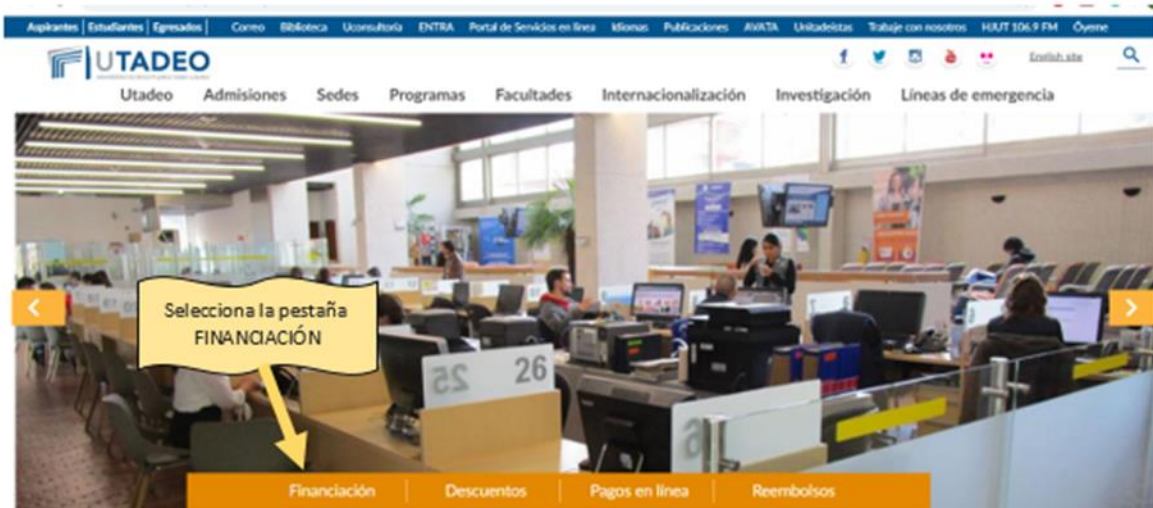 Aspirantes | Estudiantes | Egresados | Correo Biblioteca Uconsultoría ENTRA Portal de Servicios en línea Idiomas Publicaciones AVATA Unitadeistas Trabaje con nosotros HJUT 106.9 FM Óyeme
UTADEO
English site
Utadeo Admisiones Sedes Programas Facultades Internacionalización Investigación Líneas de emergencia
Selecciona la pestaña
FINANCIACIÓN
25
26
Financiación Descuentos Pagos en línea Reembolsos